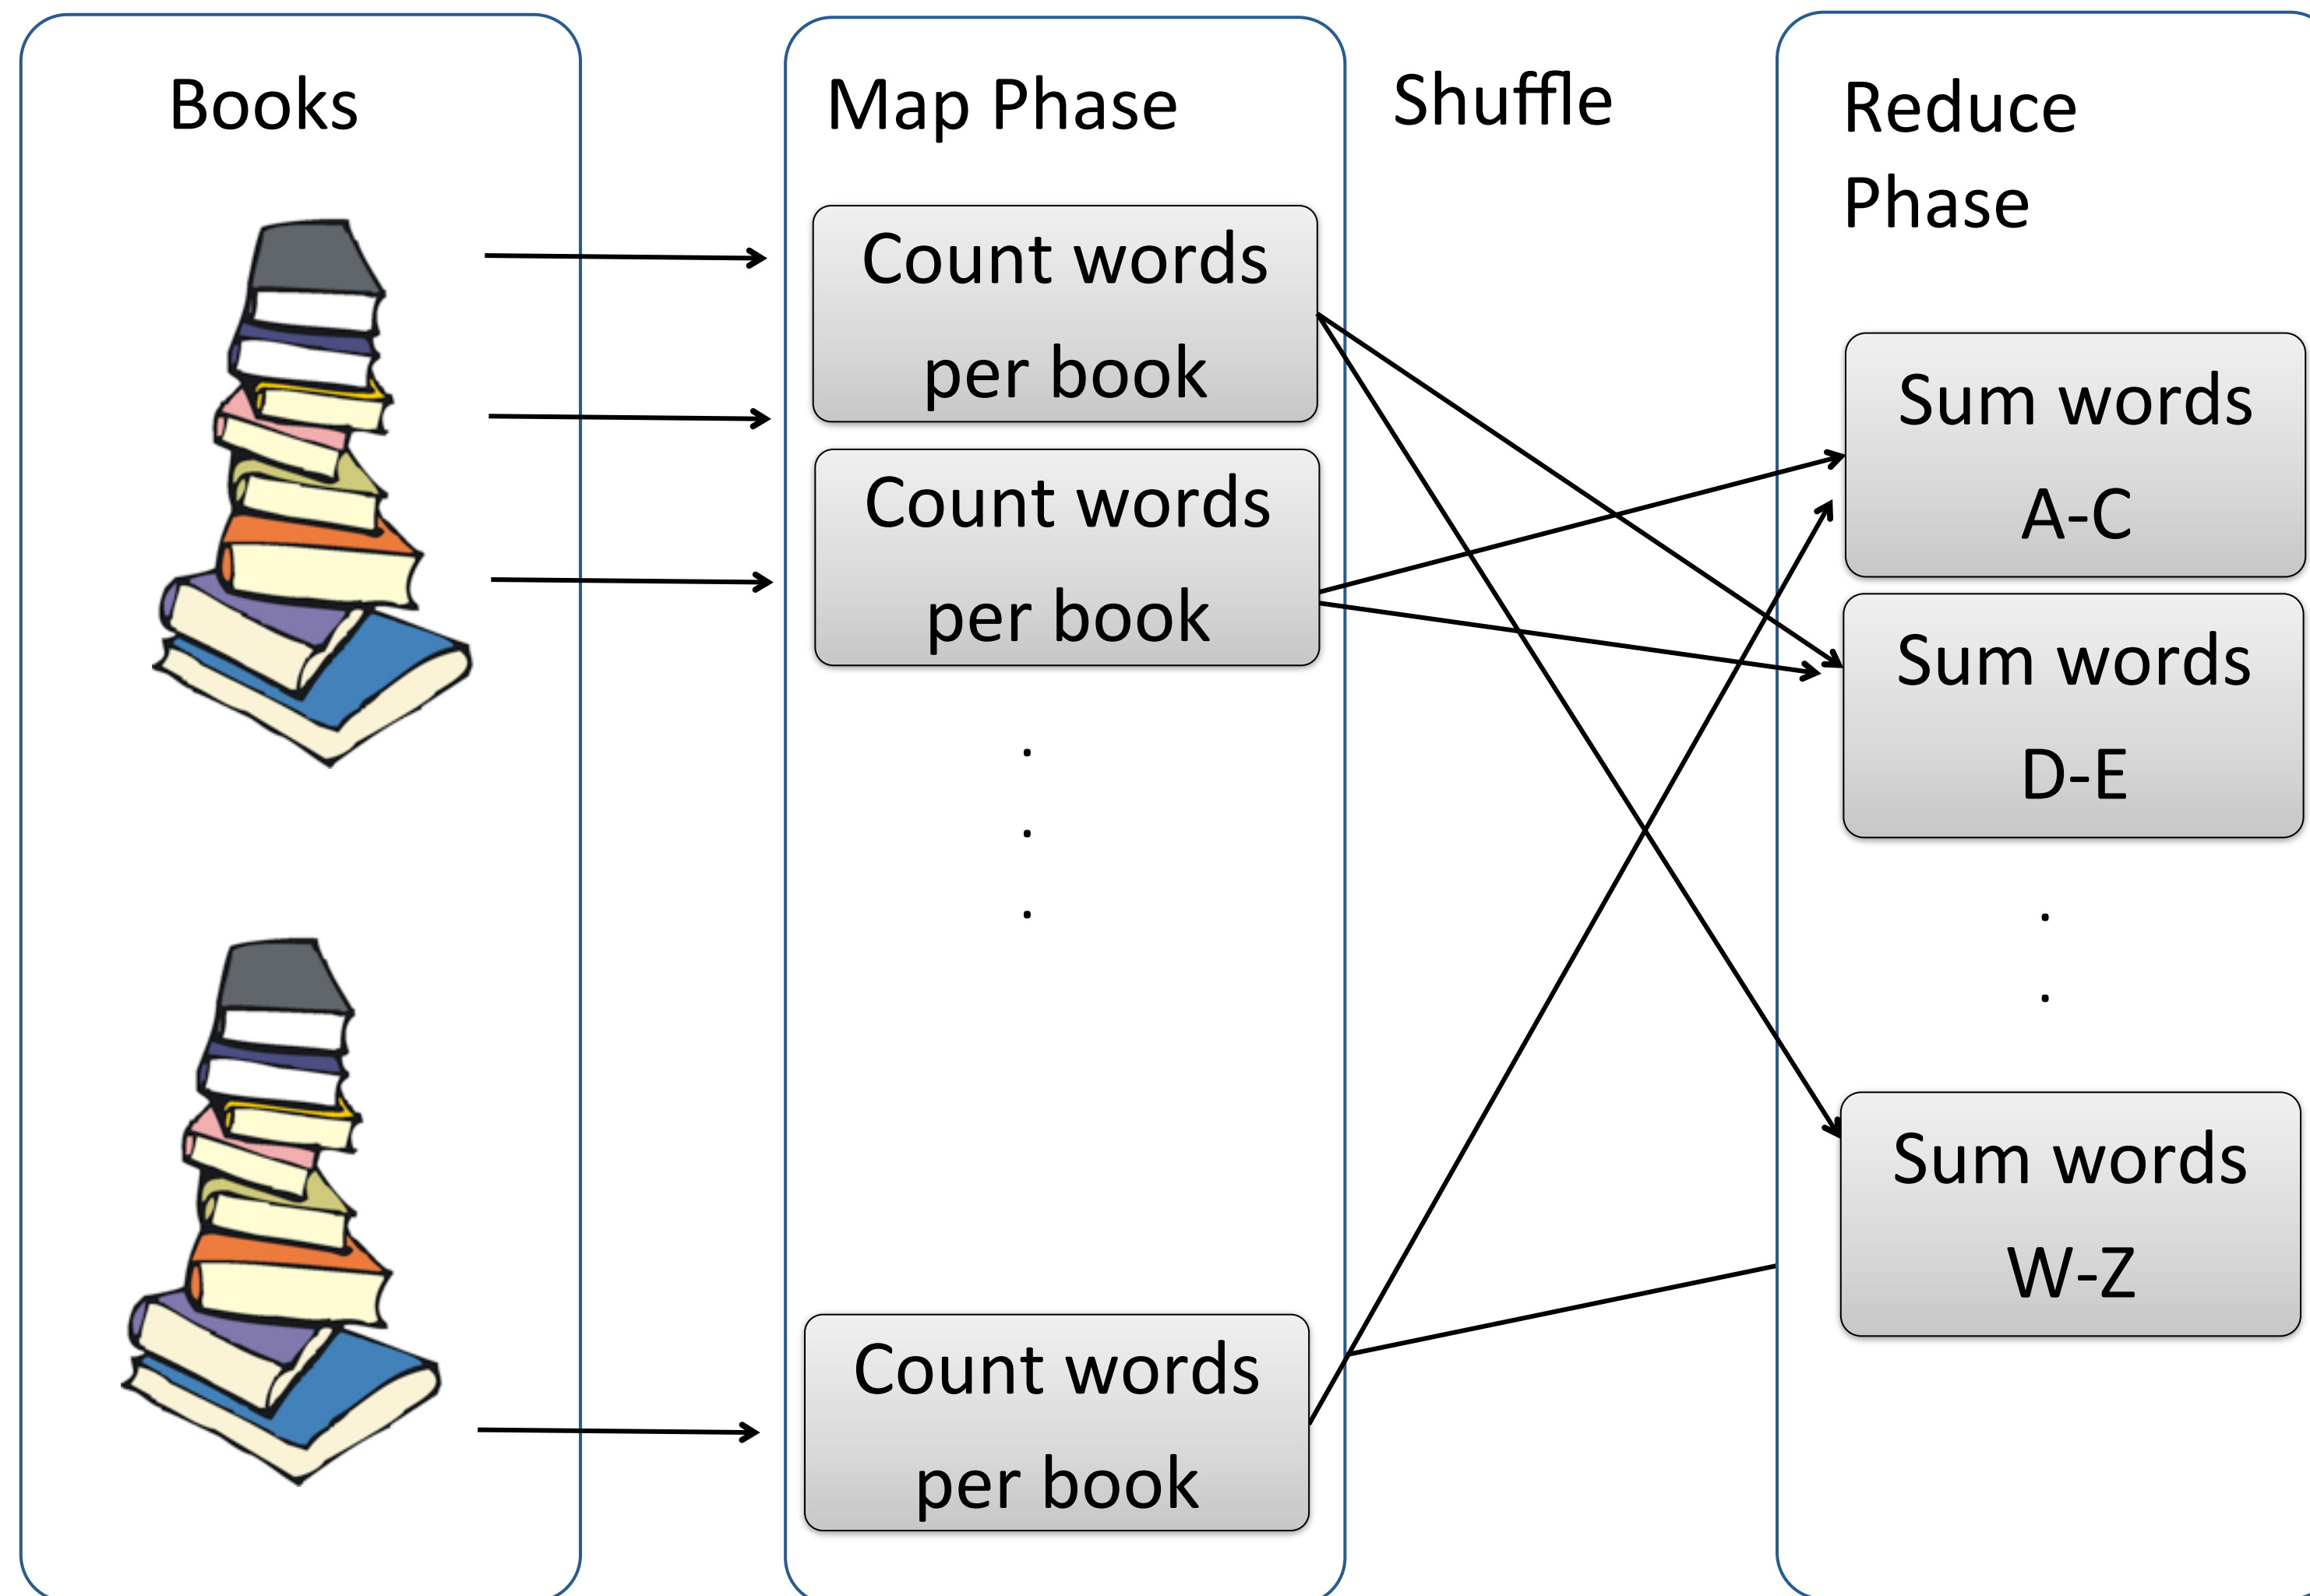 Books
Map Phase
Shuffle
Reduce
Phase
Count words
per book
Count words
per book
.
.
.
Count words
per book
Sum words
A-C
Sum words
D-E
.
.
Sum words
W-Z